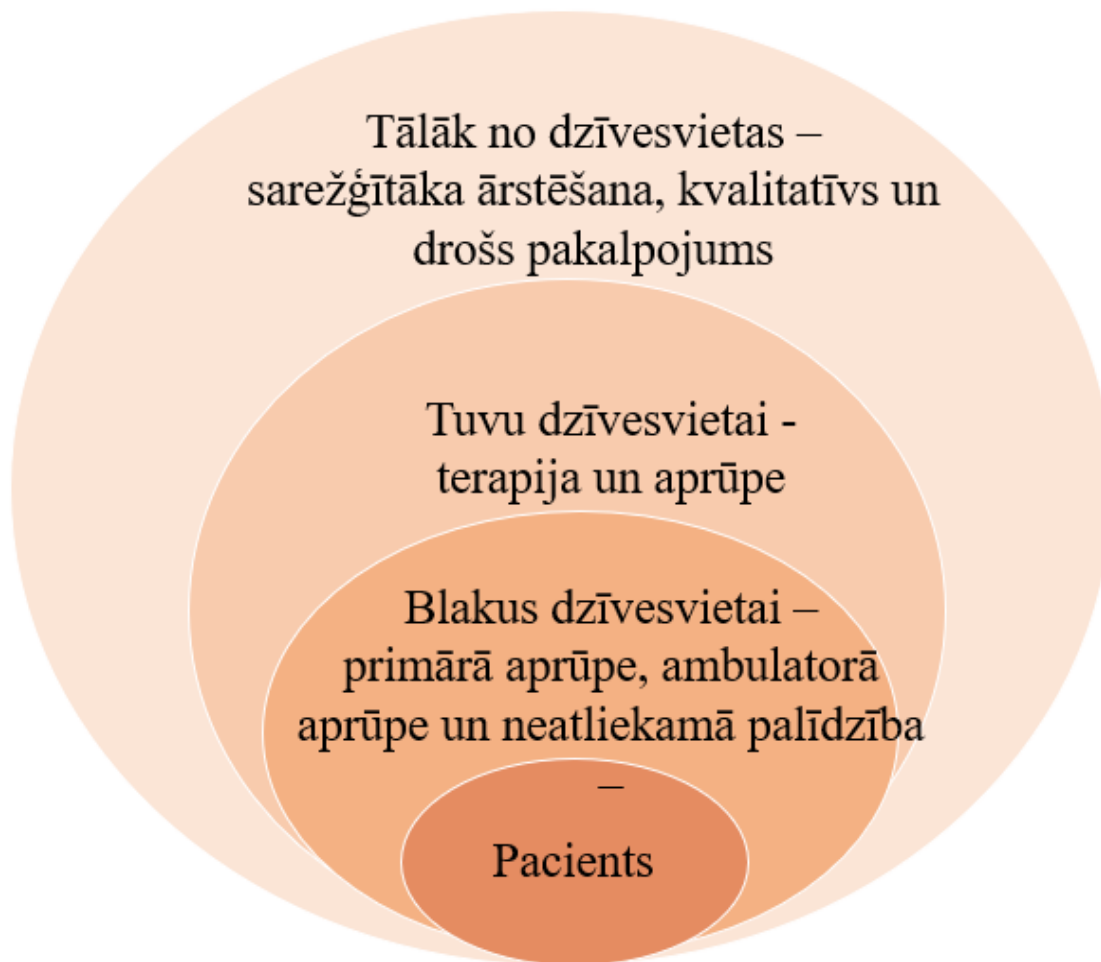 Tālāk no dzīvesvietas –
sarežģītāka ārstēšana, kvalitatīvs un
drošs pakalpojums
Tuvu dzīvesvietai -
terapija un aprūpe
Blakus dzīvesvietai –
primārā aprūpe, ambulatorā
aprūpe un neatliekamā palīdzība
–
Pacients